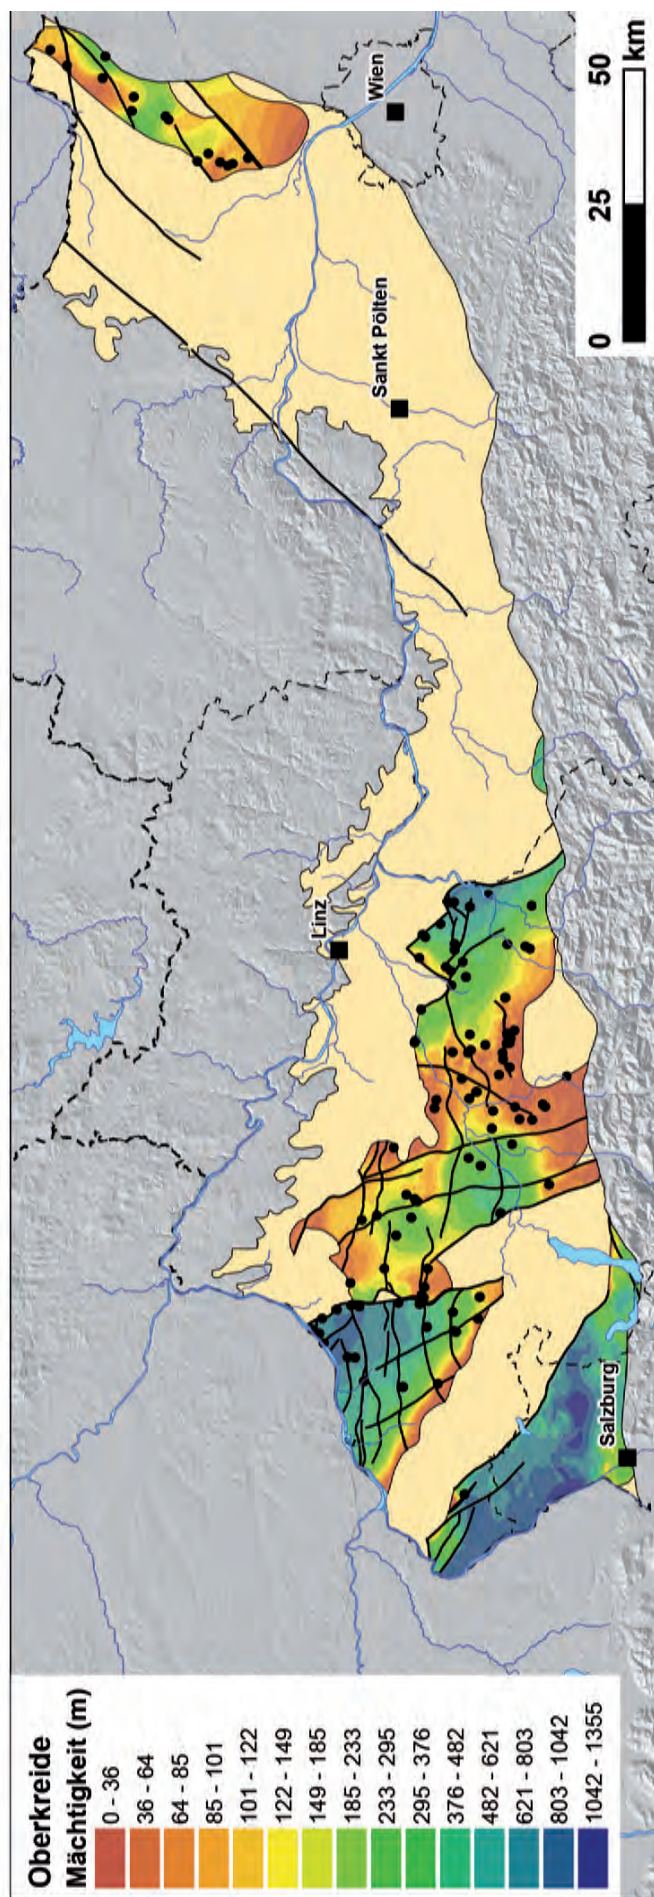 Oberkreide
Mächtigkeit (m)
0 - 36
36 - 64
64 - 85
85 - 101
101 - 122
122 - 149
149 - 185
185 - 233
233 - 295
295 - 376
376 - 482
482 - 621
621 - 803
803 - 1042
1042 - 1355
Linz
Salzburg
Sankt Pölten
Wien
0 25 50
km